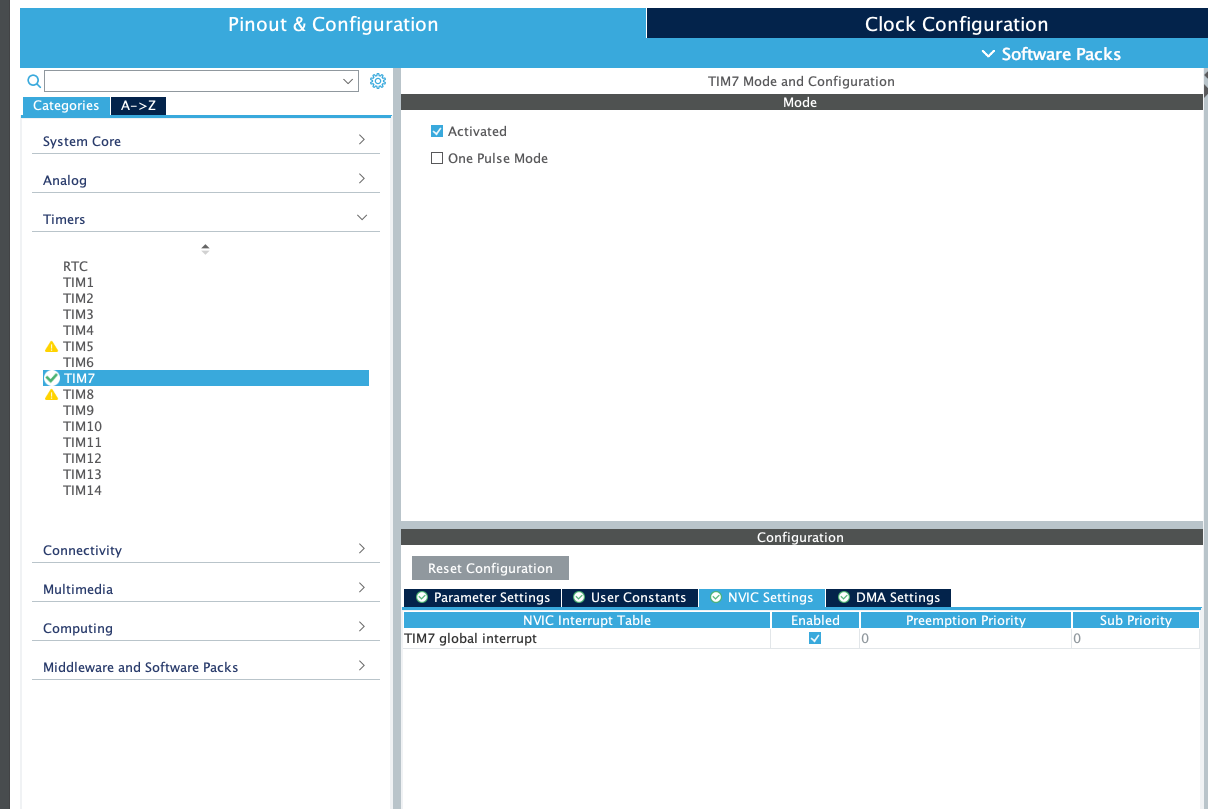 Pinout & Configuration
Clock Configuration
Software Packs
Categories
A->Z
System Core
Analog
Timers
RTC
TIM1
TIM2
TIM3
TIM4
TIM5
TIM6
TIM7
TIM8
TIM9
TIM10
TIM11
TIM12
TIM13
TIM14
Connectivity
Multimedia
Computing
Middleware and Software Packs
TIM7 Mode and Configuration
Mode
Activated
One Pulse Mode
Configuration
Reset Configuration
Parameter Settings
User Constants
NVIC Settings
DMA Settings
NVIC Interrupt Table Enabled Preemption Priority Sub Priority
TIM7 global interrupt 0 0